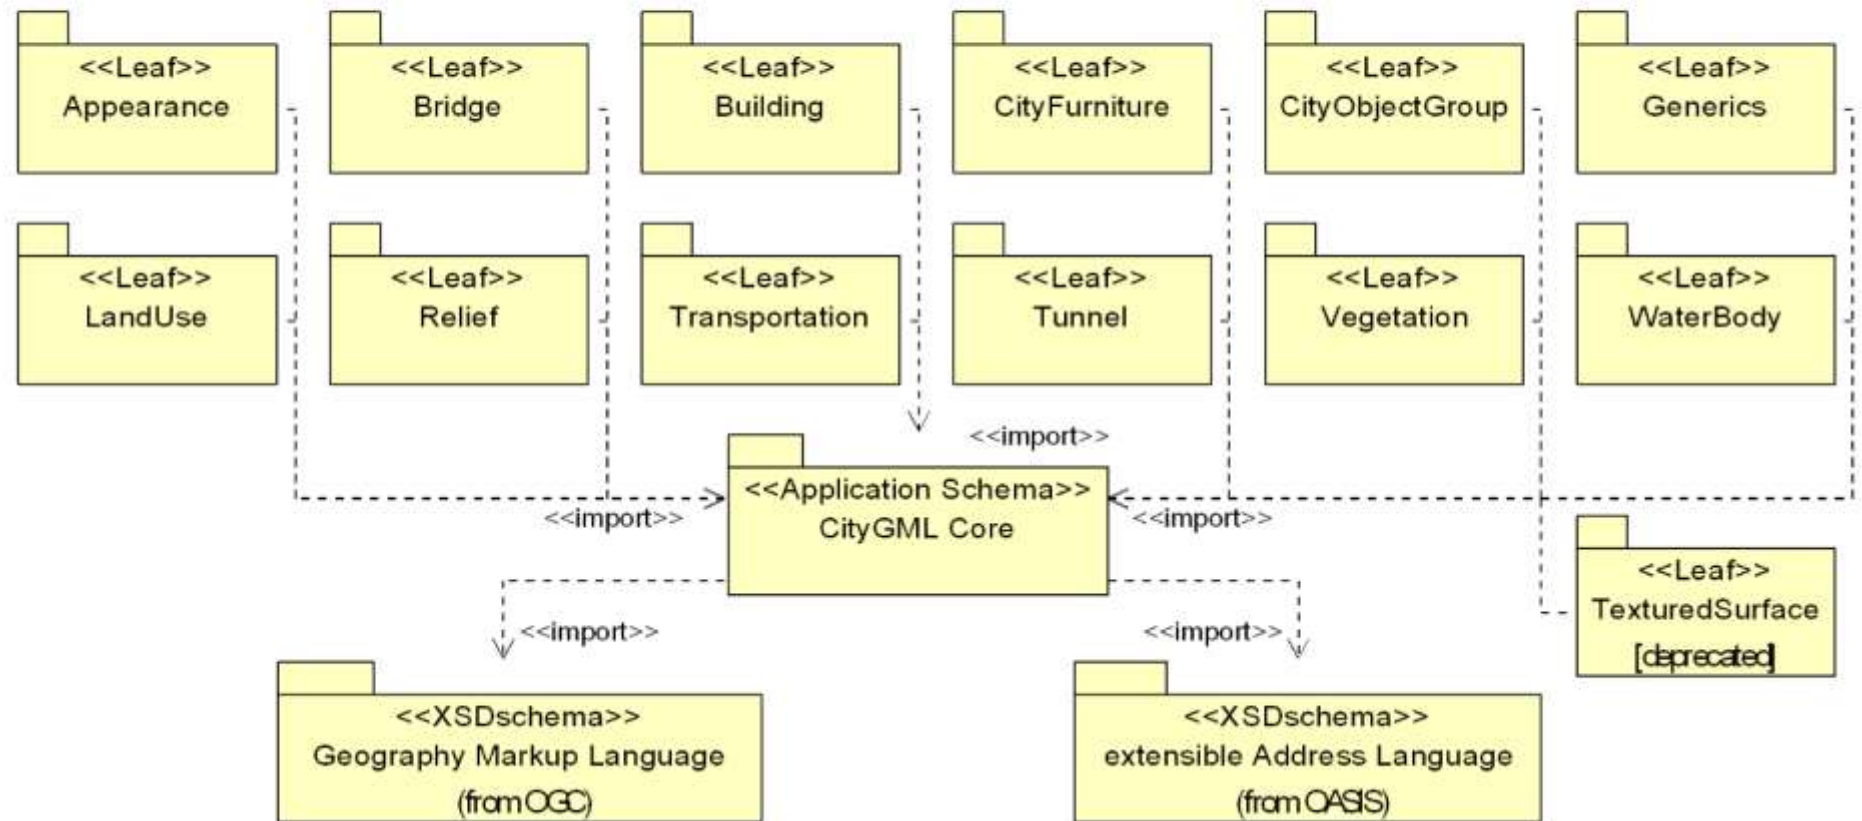 <<Leaf>>
Appearance
<<Leaf>>
Bridge
<<Leaf>>
Building
<<Leaf>>
CityFurniture
<<Leaf>>
CityObjectGroup
<<Leaf>>
Generics
<<Leaf>>
LandUse
<<Leaf>>
Relief
<<Leaf>>
Transportation
<<Leaf>>
Tunnel
<<Leaf>>
Vegetation
<<Leaf>>
WaterBody
<<import>>
<<import>>
<<Application Schema>>
CityGML Core
<<import>>
<<Leaf>>
TexturedSurface
[deprecated]
<<import>>
<<import>>
<<XSDschema>>
Geography Markup Language
(from OGC)
<<XSDschema>>
extensible Address Language
(from OASIS)